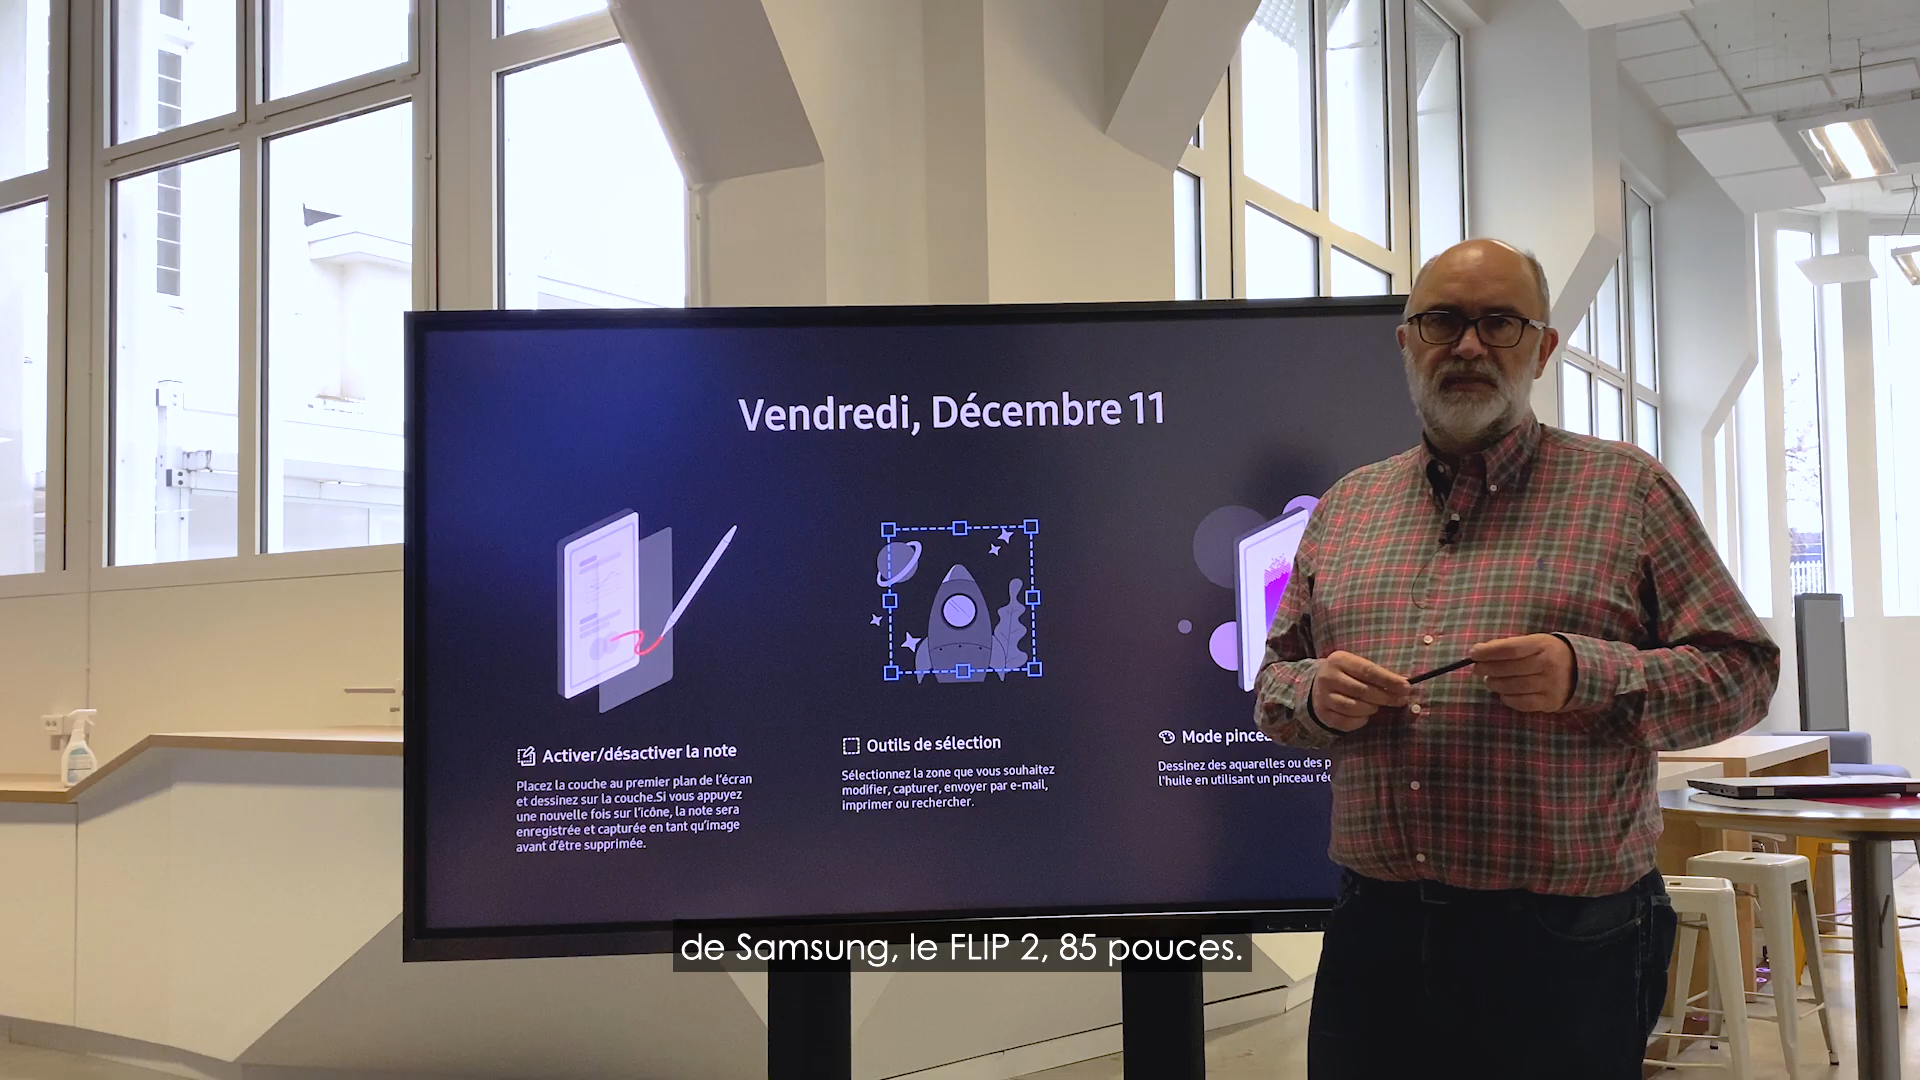 Vendredi, Décembre 11
Activer/désactiver la note
Placez la couche au premier plan de l'écran
et dessinez sur la couche.Si vous appuyez
une nouvelle fois sur l'icône, la note sera
enregistrée et capturée en tant qu'image
avant d'être supprimée.
Outils de sélection
Sélectionnez la zone que vous souhaitez
modifier, capturer, envoyer par e-mail,
imprimer ou rechercher.
Mode
Dessinez des aquarelles ou des
l'huile en utilisant un pinceau
de Samsung, le FLIP 2, 85 pouces.